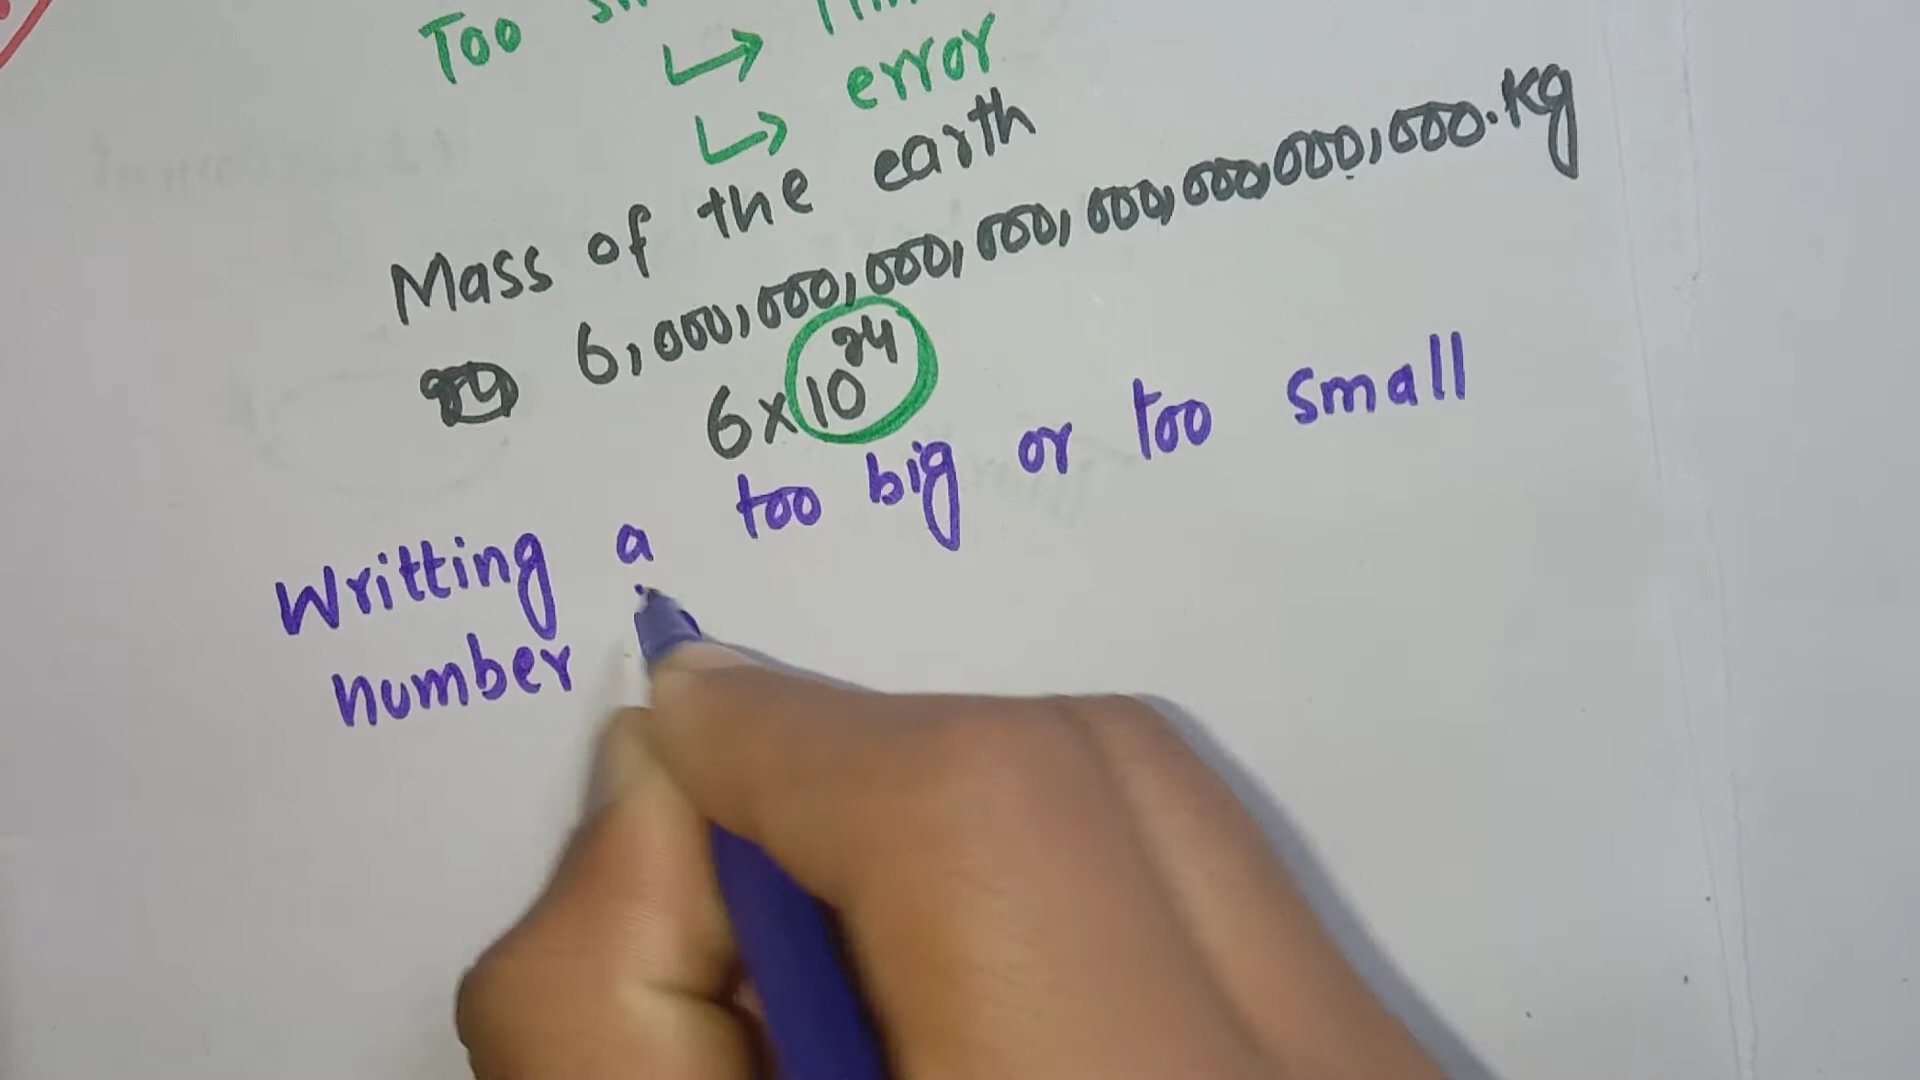 Too
↳ error
↳
Mass of the earth
6,000,000,000,000,000,000,000,000.kg
6x10²⁴
Writting a too big or too small
number